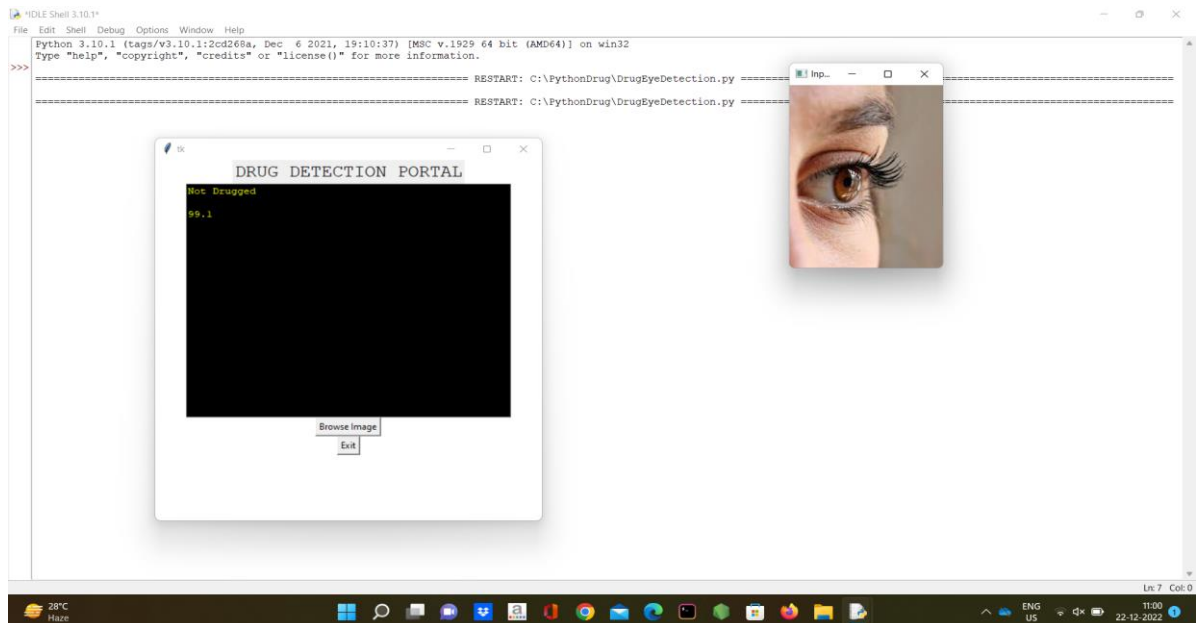 *IDLE Shell 3.10.1*
File Edit Shell Debug Options Window Help
Python 3.10.1 (tags/v3.10.1:2cd268a, Dec  6 2021, 19:10:37) [MSC v.1929 64 bit (AMD64)] on win32
Type "help", "copyright", "credits" or "license()" for more information.
>>>
RESTART: C:\PythonDrug\DrugEyeDetection.py
RESTART: C:\PythonDrug\DrugEyeDetection.py
Inp...
tk
DRUG DETECTION PORTAL
Not Drugged
99.1
Browse Image
Exit
Ln: 7 Col: 0
28°C
Haze
ENG
US
11:00
22-12-2022
1